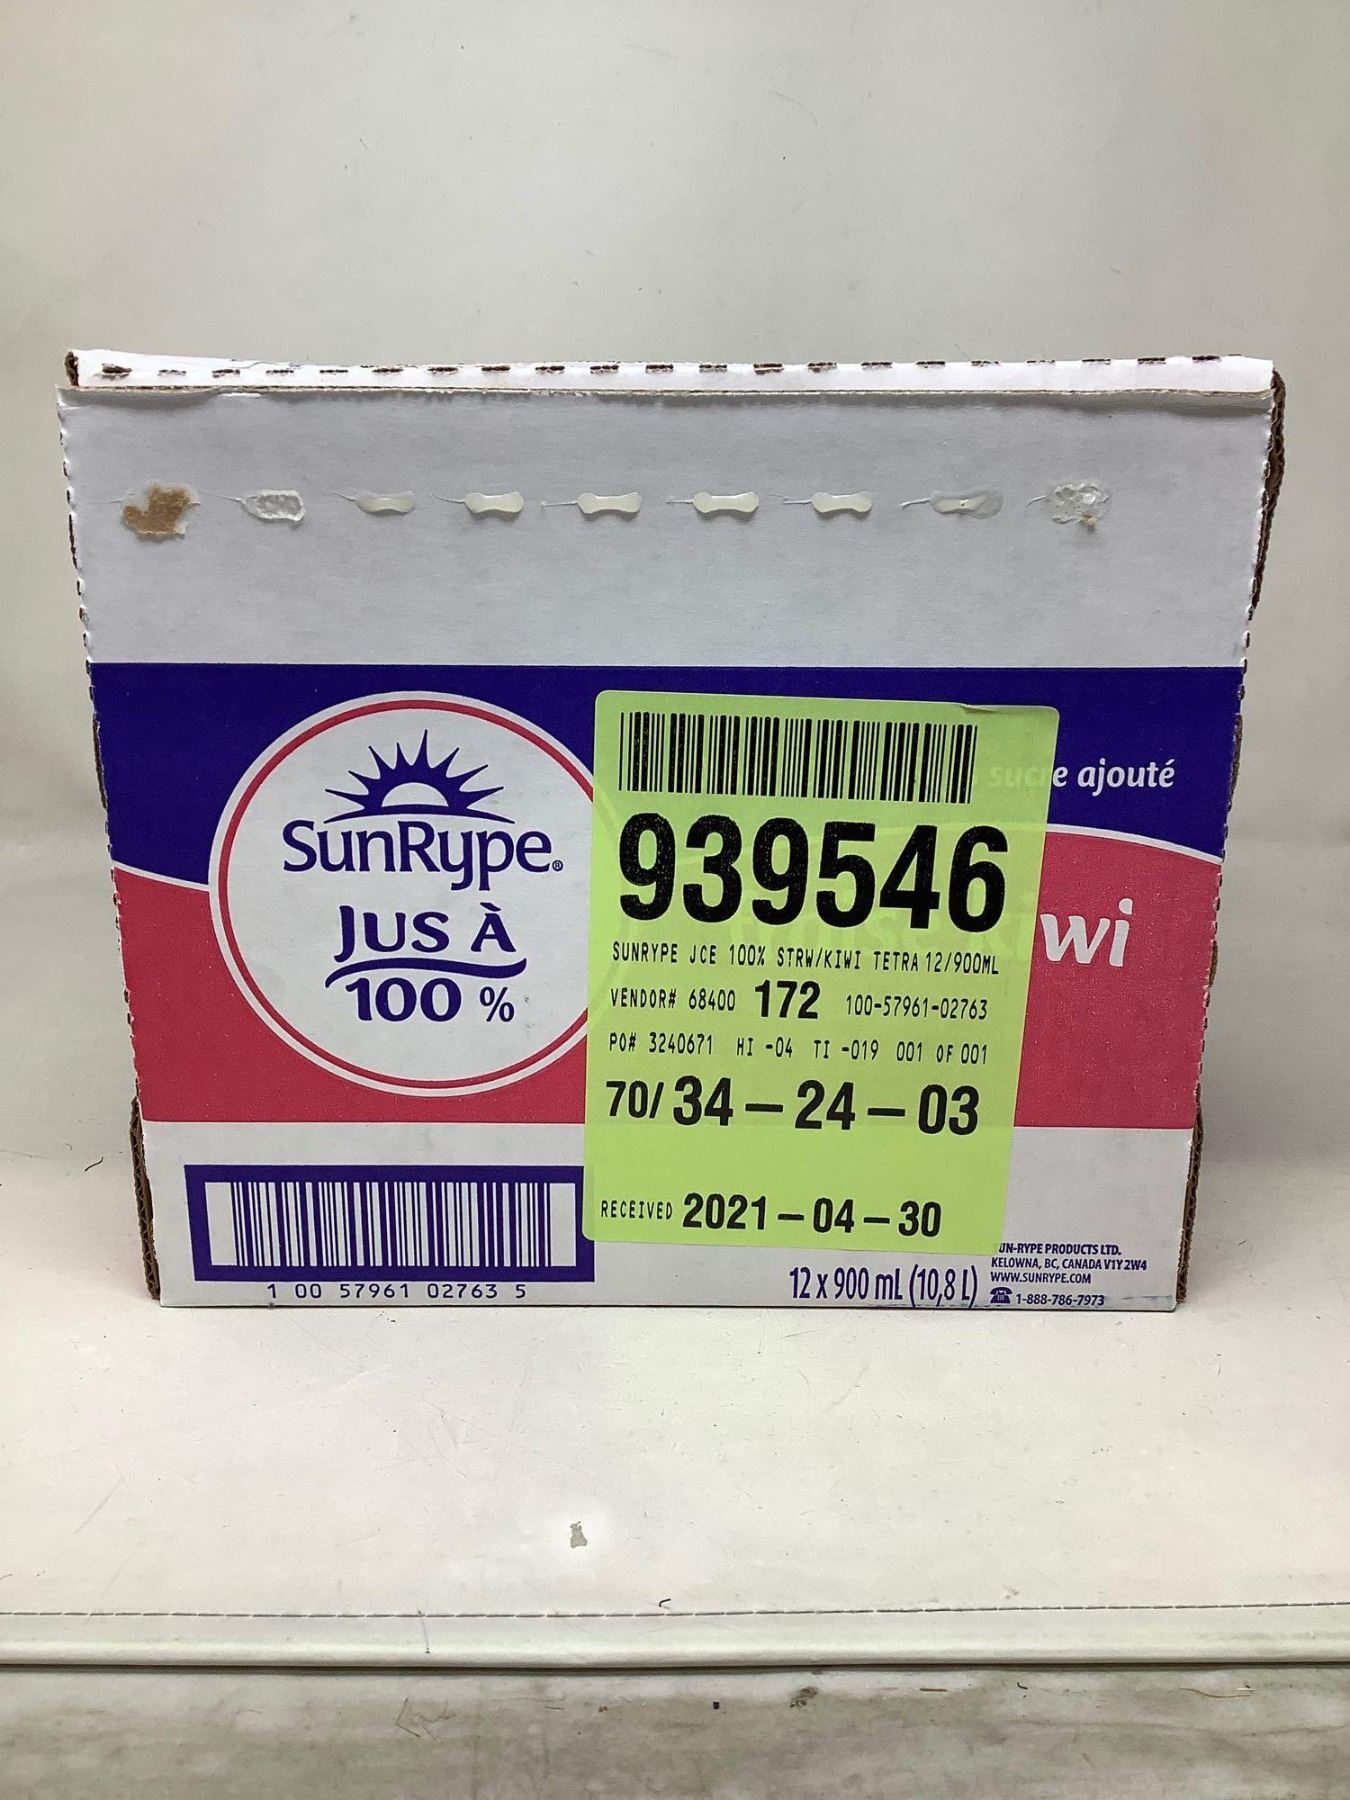 SunRype®
JUS À
100 %
sucre ajouté
kiwi
939546
SUNRYPE JCE 100% STRW/KIWI TETRA 12/900ML
VENDOR# 68400 172 100-57961-02763
PO# 3240671 HI -04 TI -019 001 OF 001
70/ 34 – 24 – 03
RECEIVED 2021 – 04 – 30
1 00 57961 02763 5
12 x 900 mL (10,8 L)
UN-RYPE PRODUCTS LTD.
KELOWNA, BC, CANADA V1Y 2W4
WWW.SUNRYPE.COM
☎ 1-888-786-7973